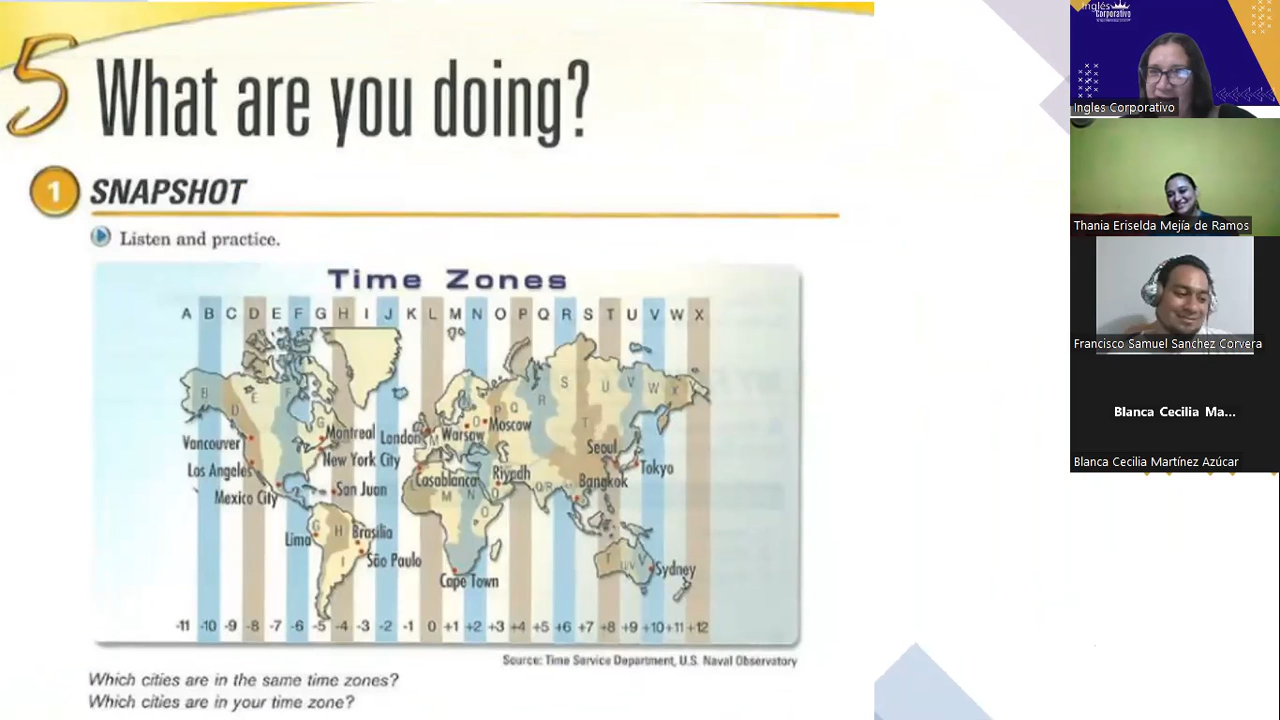 5 What are you doing?
1 SNAPSHOT
Listen and practice.
Time Zones
A B C D E F G H I J K L M N O P Q R S T U V W X
B D E F G
M O P Q R S T U V W X
Vancouver
Los Angeles
Mexico City
Montreal
New York City
San Juan
London
Warsaw
Moscow
Casablanca
Riyadh
Seoul
Tokyo
Bangkok
Lima
Brasília
São Paulo
Cape Town
Sydney
M N O Q R
G H I
T U V
-11 -10 -9 -8 -7 -6 -5 -4 -3 -2 -1 0 +1 +2 +3 +4 +5 +6 +7 +8 +9 +10 +11 +12
Source: Time Service Department, U.S. Naval Observatory
Which cities are in the same time zones?
Which cities are in your time zone?
Inglés
Corporativo
Ingles Corporativo
Thania Eriselda Mejía de Ramos
Francisco Samuel Sanchez Corvera
Blanca Cecilia Ma...
Blanca Cecilia Martínez Azúcar